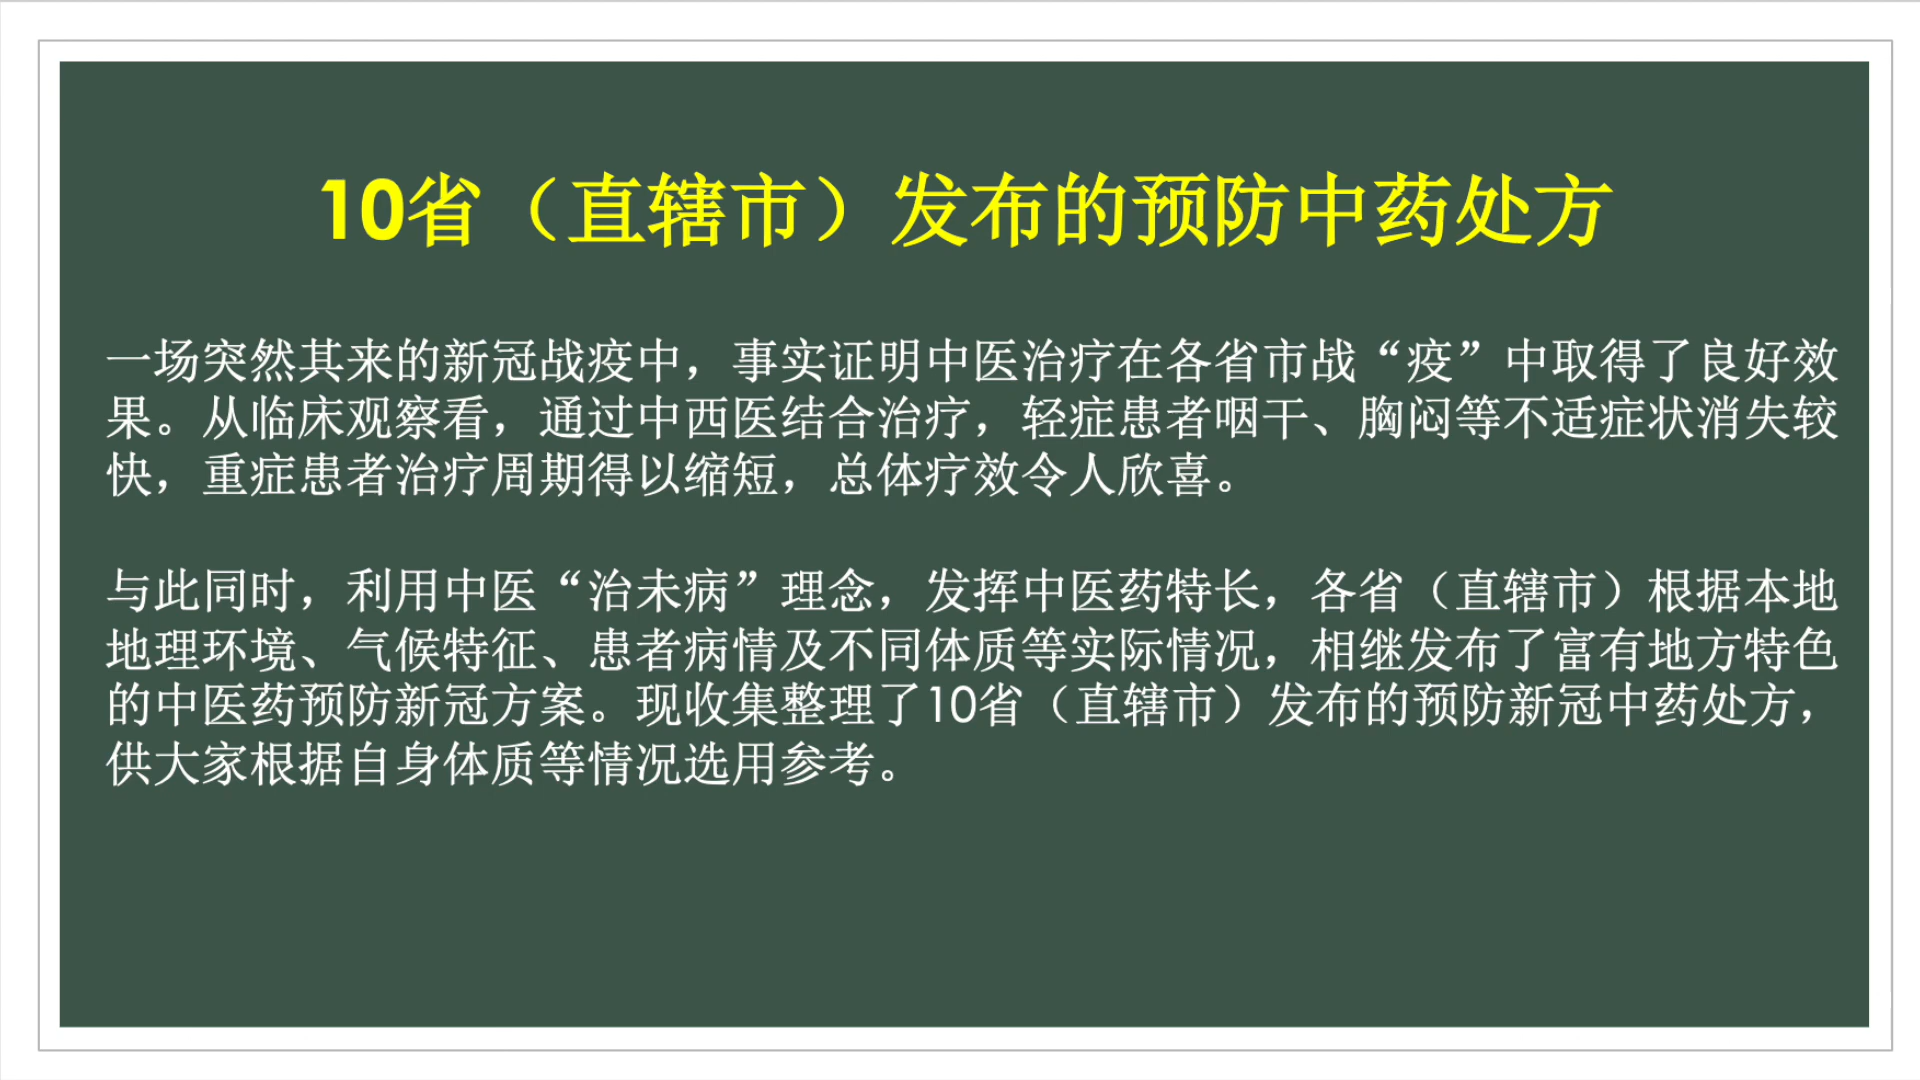 10省（直辖市）发布的预防中药处方
一场突然其来的新冠战疫中，事实证明中医治疗在各省市战“疫”中取得了良好效
果。从临床观察看，通过中西医结合治疗，轻症患者咽干、胸闷等不适症状消失较
快，重症患者治疗周期得以缩短，总体疗效令人欣喜。
与此同时，利用中医“治未病”理念，发挥中医药特长，各省（直辖市）根据本地
地理环境、气候特征、患者病情及不同体质等实际情况，相继发布了富有地方特色
的中医药预防新冠方案。现收集整理了10省（直辖市）发布的预防新冠中药处方，
供大家根据自身体质等情况选用参考。